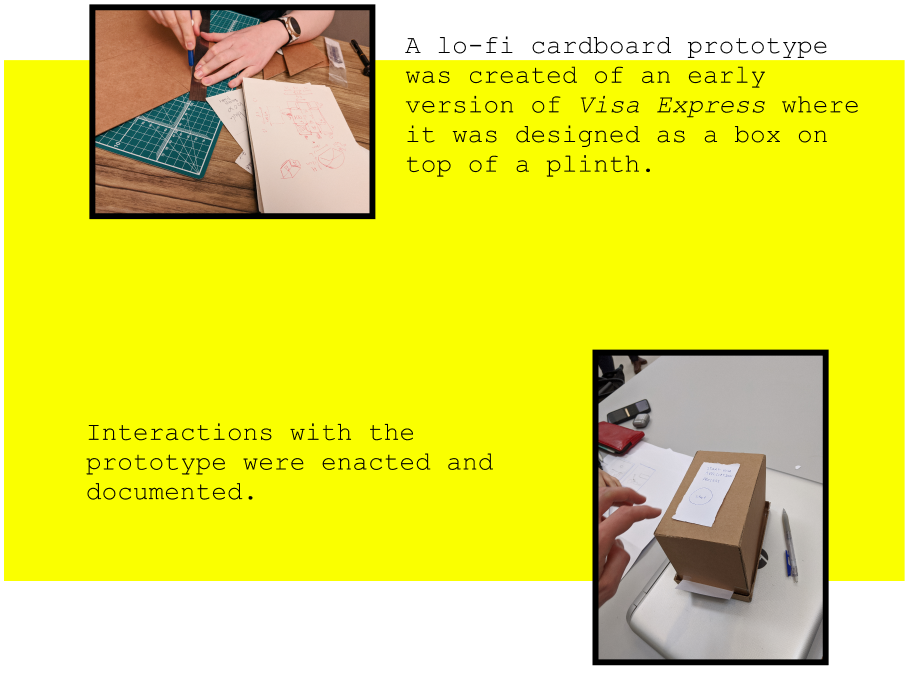 A lo-fi cardboard prototype
was created of an early
version of Visa Express where
it was designed as a box on
top of a plinth.
Interactions with the
prototype were enacted and
documented.